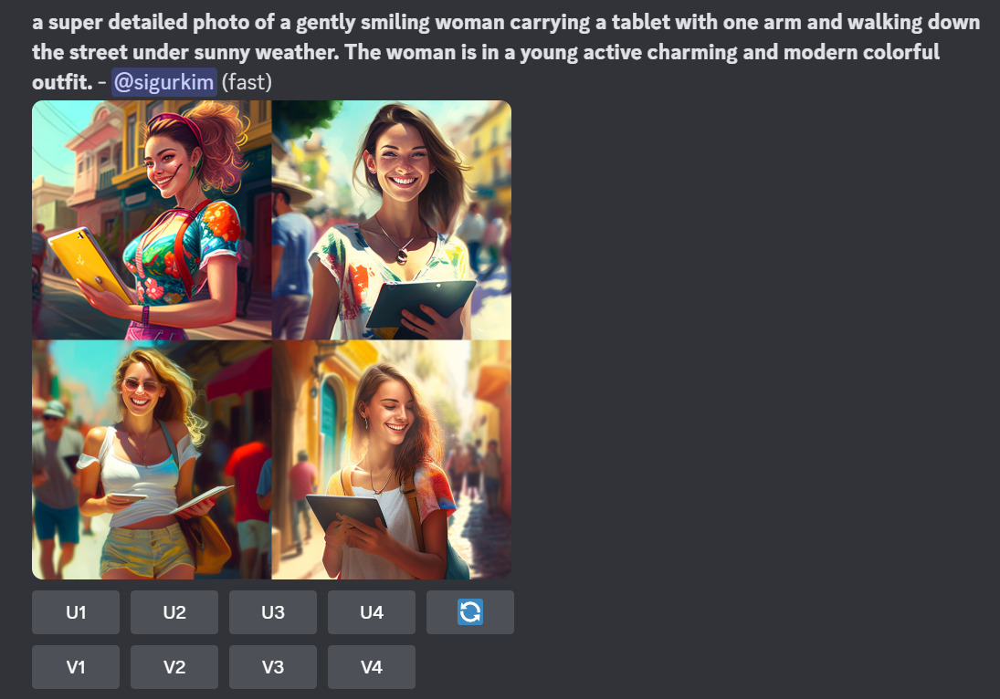 a super detailed photo of a gently smiling woman carrying a tablet with one arm and walking down
the street under sunny weather. The woman is in a young active charming and modern colorful
outfit. - @sigurkim (fast)
U1 U2 U3 U4
V1 V2 V3 V4